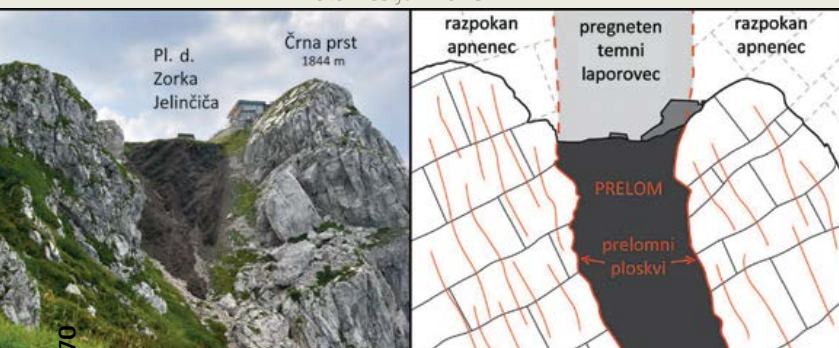 Pl. d.
Zorka
Jelinčiča
Črna prst
1844 m
70
razpokan
apnenec
pregneten
temni
laporovec
razpokan
apnenec
PRELOM
prelomni
ploskvi